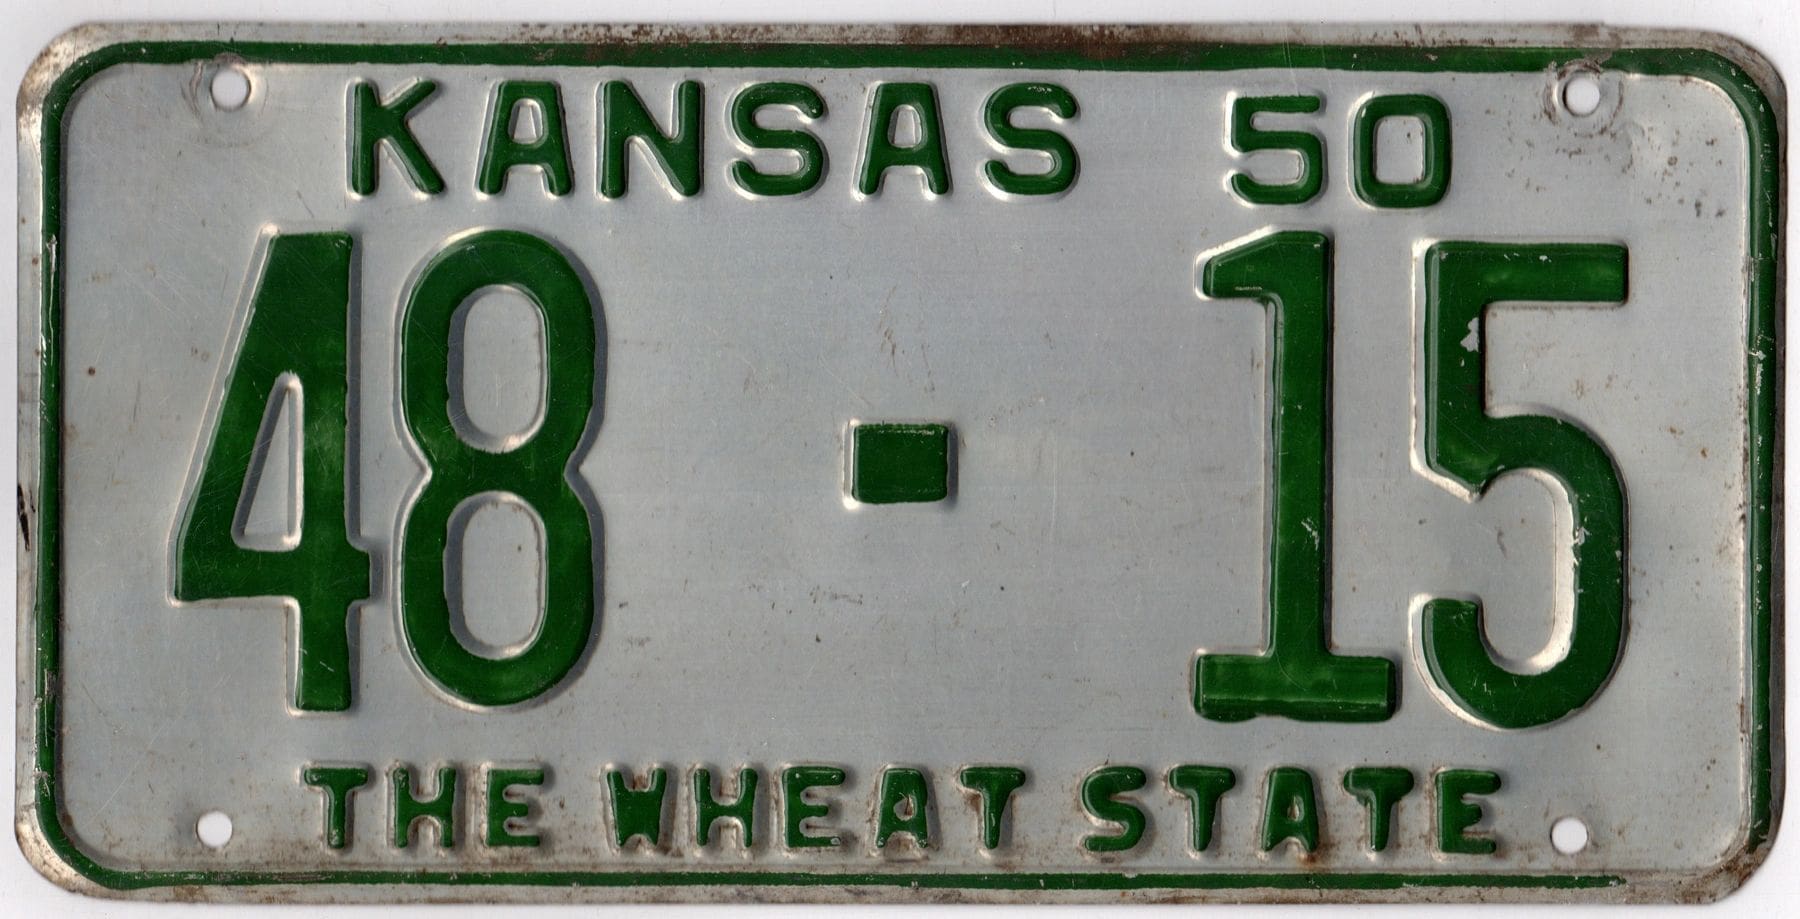 KANSAS 50
48-15
THE WHEAT STATE